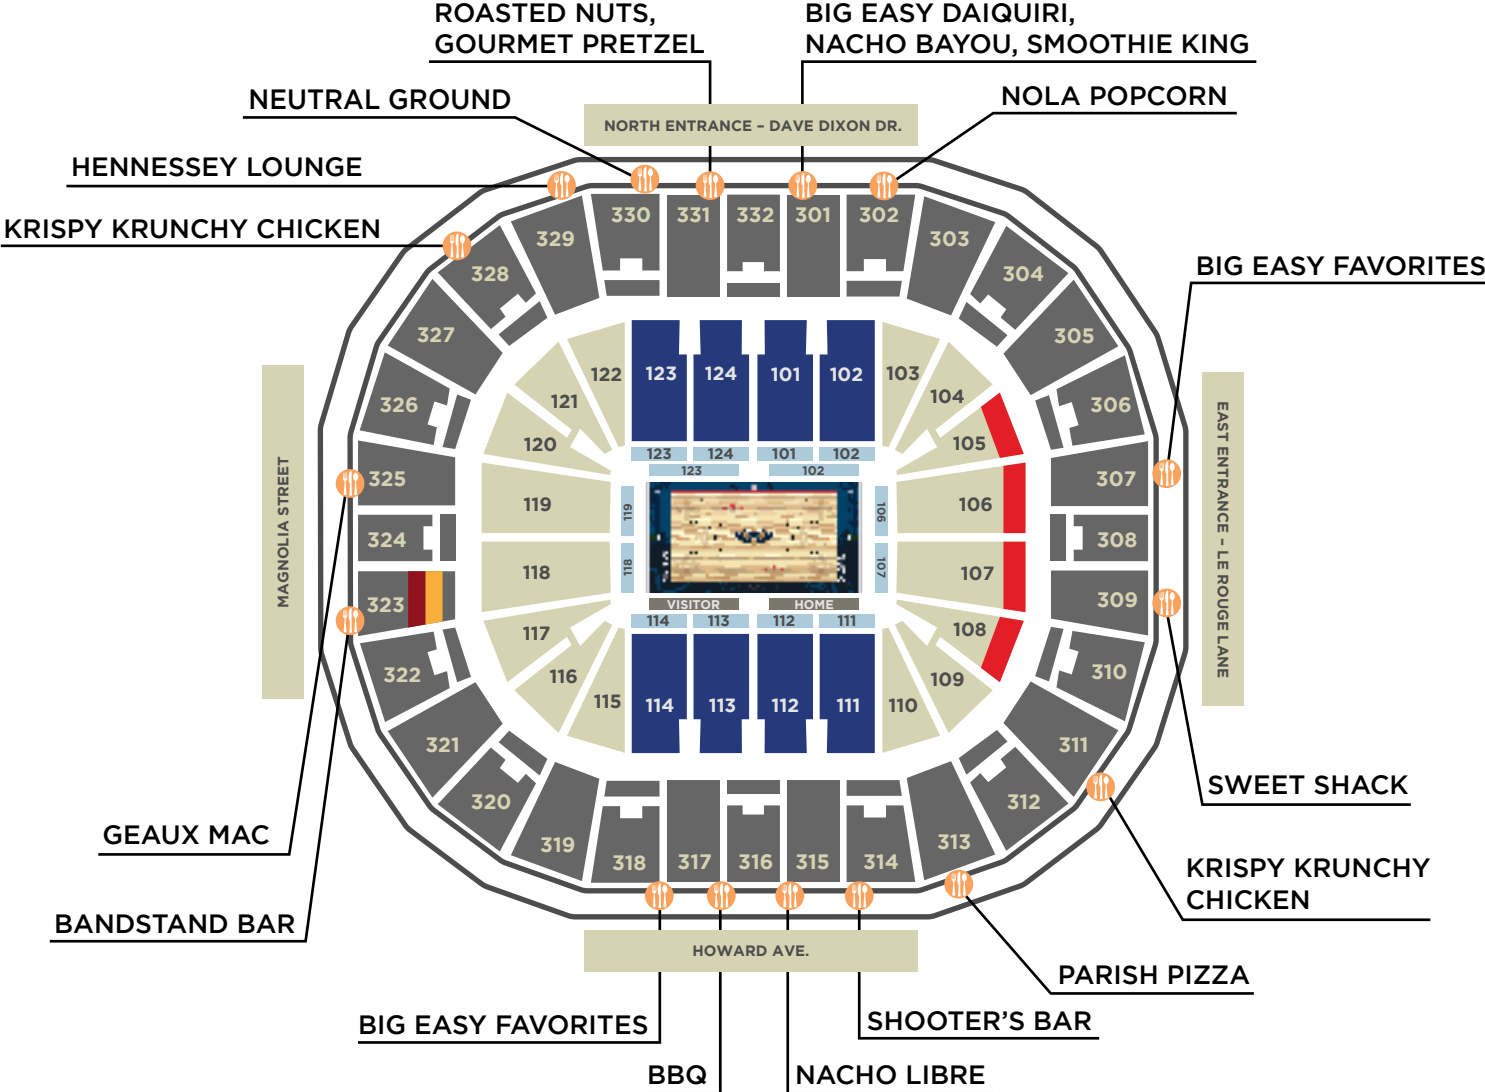 ROASTED NUTS,
GOURMET PRETZEL
BIG EASY DAIQUIRI,
NACHO BAYOU, SMOOTHIE KING
NEUTRAL GROUND
NOLA POPCORN
NORTH ENTRANCE – DAVE DIXON DR.
HENNESSEY LOUNGE
KRISPY KRUNCHY CHICKEN
BIG EASY FAVORITES
330 331 332 301 302
329 303
328 304
327 305
326 306
325 307
324 308
323 309
322 310
321 311
320 312
319 313
318 317 316 315 314
122 123 124 101 102 103
121 104
120 105
119 106
118 107
117 108
116 109
115 114 113 112 111 110
123 124 101 102
123 102
119 106
118 107
VISITOR HOME
114 113 112 111
MAGNOLIA STREET
EAST ENTRANCE – LE ROUGE LANE
SWEET SHACK
GEAUX MAC
KRISPY KRUNCHY
CHICKEN
BANDSTAND BAR
HOWARD AVE.
PARISH PIZZA
BIG EASY FAVORITES
SHOOTER'S BAR
BBQ
NACHO LIBRE